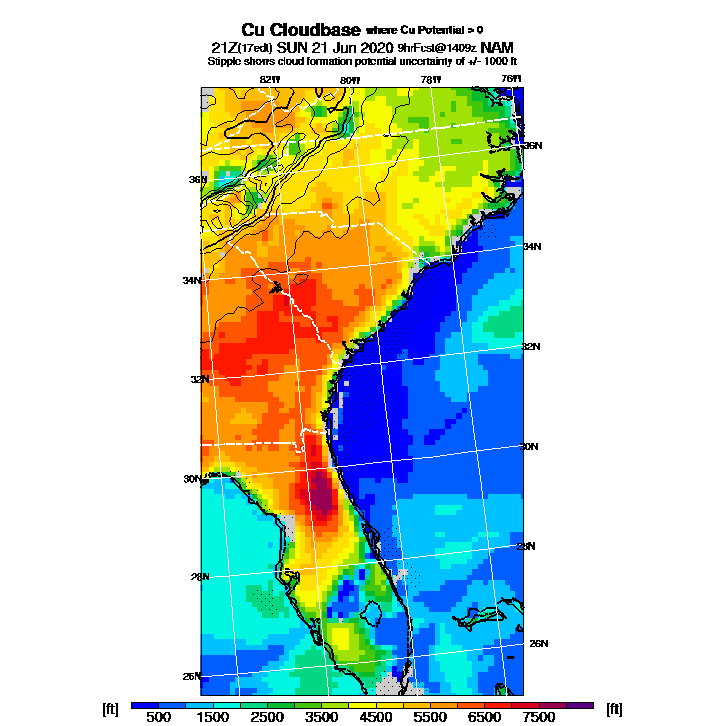 Cu Cloudbase where Cu Potential > 0
21Z(17edt) SUN 21 Jun 2020 9hrFcst@1409z NAM
Stipple shows cloud formation potential uncertainty of +/- 1000 ft
82W 80W 78W 76W
36N
36N
34N
34N
32N
32N
30N
30N
28N
28N
26N
26N
[ft] 500 1500 2500 3500 4500 5500 6500 7500 [ft]